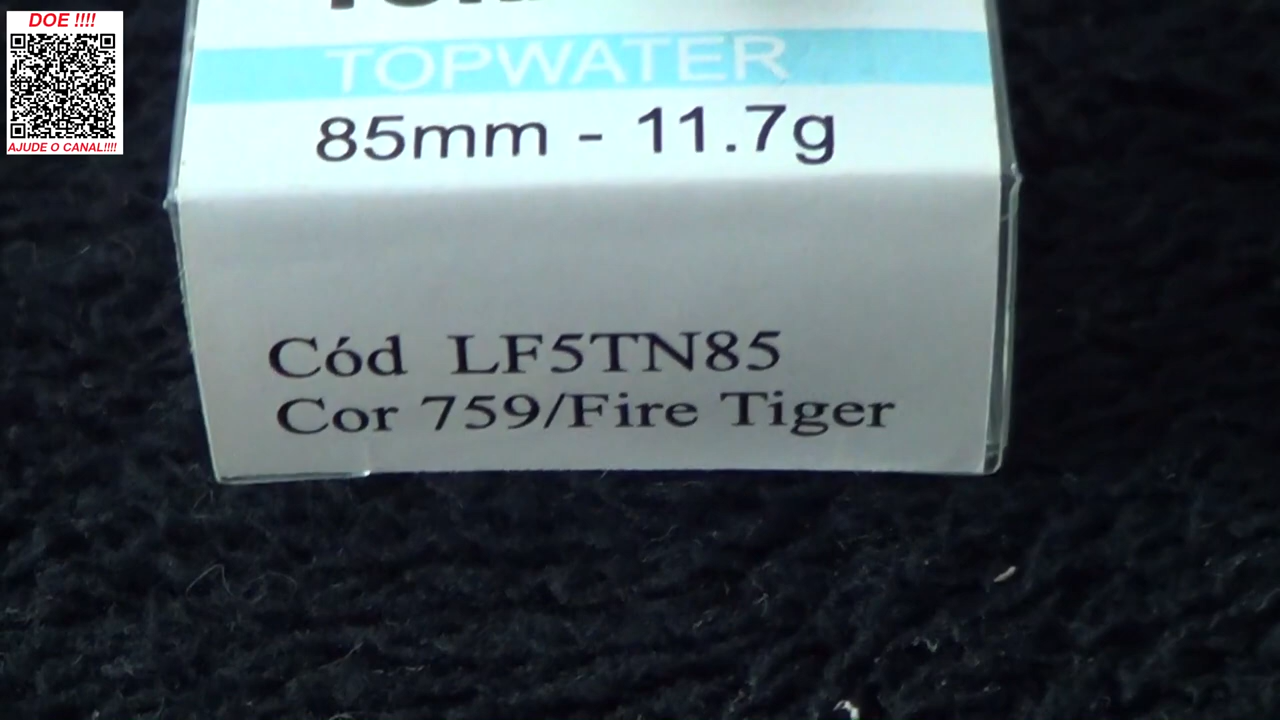 DOE !!!!
AJUDE O CANAL!!!!
TOPWATER
85mm - 11.7g
Cód LF5TN85
Cor 759/Fire Tiger